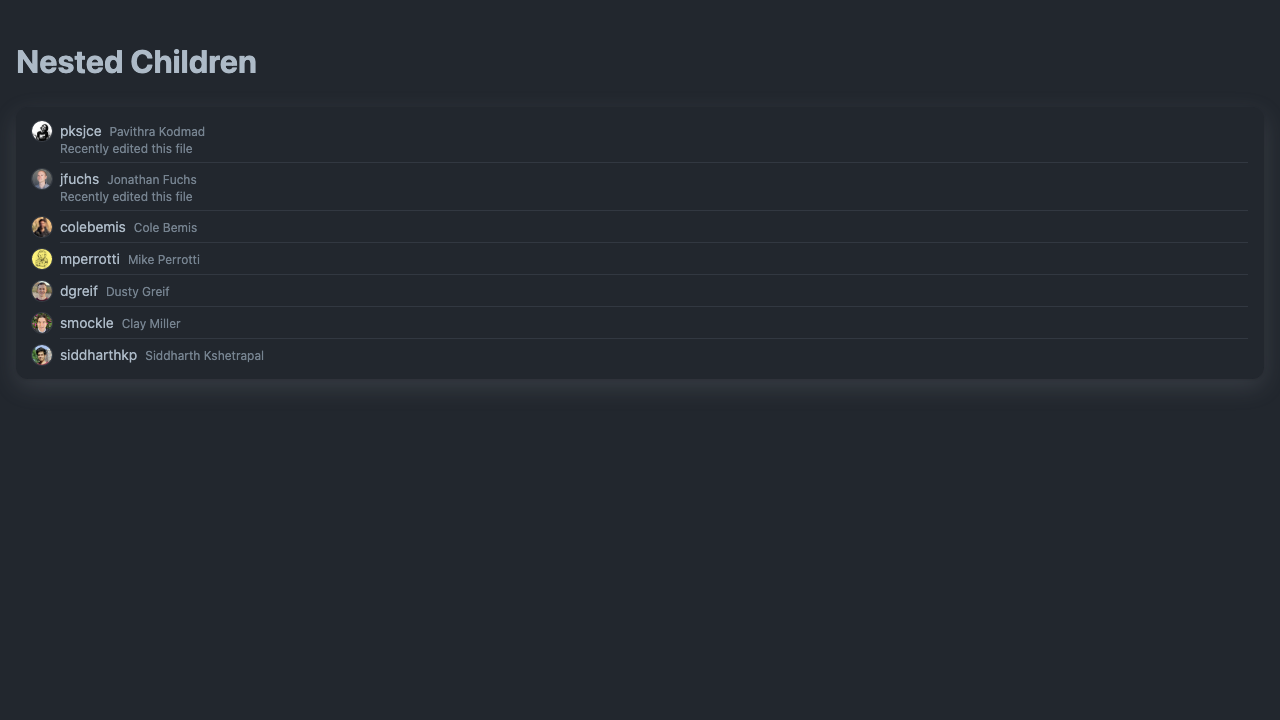 Nested Children
pksjce Pavithra Kodmad
Recently edited this file
jfuchs Jonathan Fuchs
Recently edited this file
colebemis Cole Bemis
mperrotti Mike Perrotti
dgreif Dusty Greif
smockle Clay Miller
siddharthkp Siddharth Kshetrapal